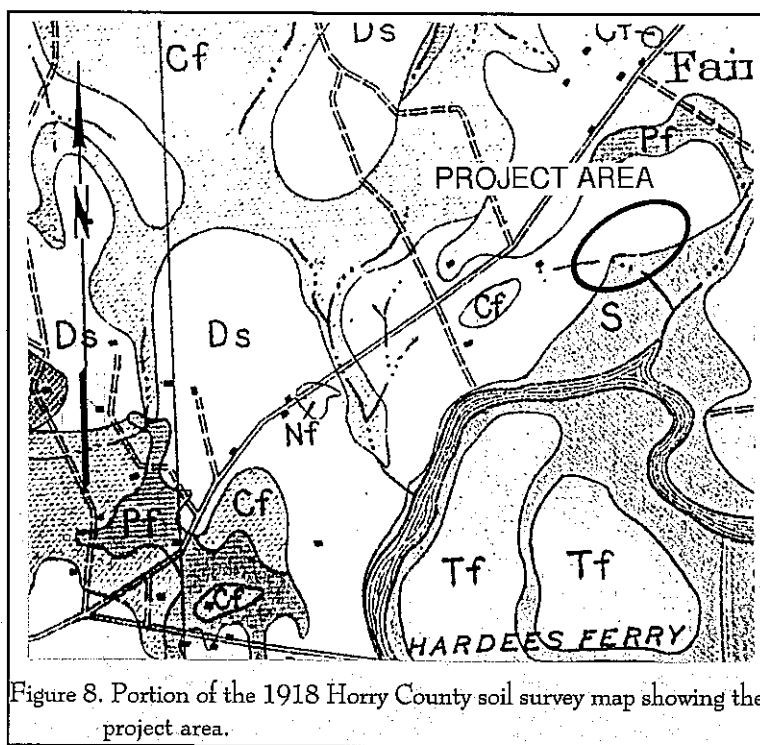 Cf
Ds
Fair
Pf
PROJECT AREA
N
Cf
Ds
Ds
S
Nf
Cf
Pf
Tf
Tf
Cf
HARDEES FERRY
Figure 8. Portion of the 1918 Horry County soil survey map showing the
project area.